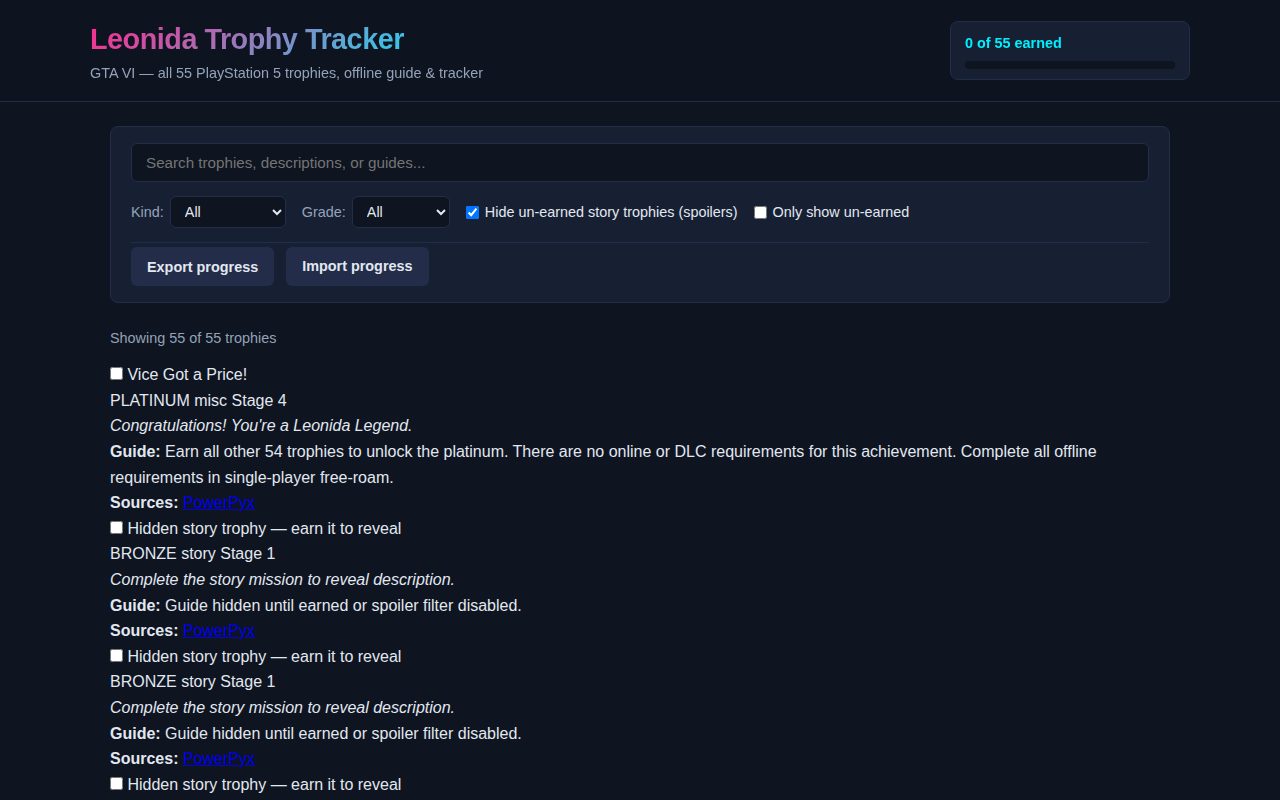 Leonida Trophy Tracker
GTA VI — all 55 PlayStation 5 trophies, offline guide & tracker
0 of 55 earned
Search trophies, descriptions, or guides...
Kind: All Grade: All Hide un-earned story trophies (spoilers) Only show un-earned
Export progress Import progress
Showing 55 of 55 trophies
Vice Got a Price!
PLATINUM misc Stage 4
Congratulations! You're a Leonida Legend.
Guide: Earn all other 54 trophies to unlock the platinum. There are no online or DLC requirements for this achievement. Complete all offline
requirements in single-player free-roam.
Sources: PowerPyx
Hidden story trophy — earn it to reveal
BRONZE story Stage 1
Complete the story mission to reveal description.
Guide: Guide hidden until earned or spoiler filter disabled.
Sources: PowerPyx
Hidden story trophy — earn it to reveal
BRONZE story Stage 1
Complete the story mission to reveal description.
Guide: Guide hidden until earned or spoiler filter disabled.
Sources: PowerPyx
Hidden story trophy — earn it to reveal